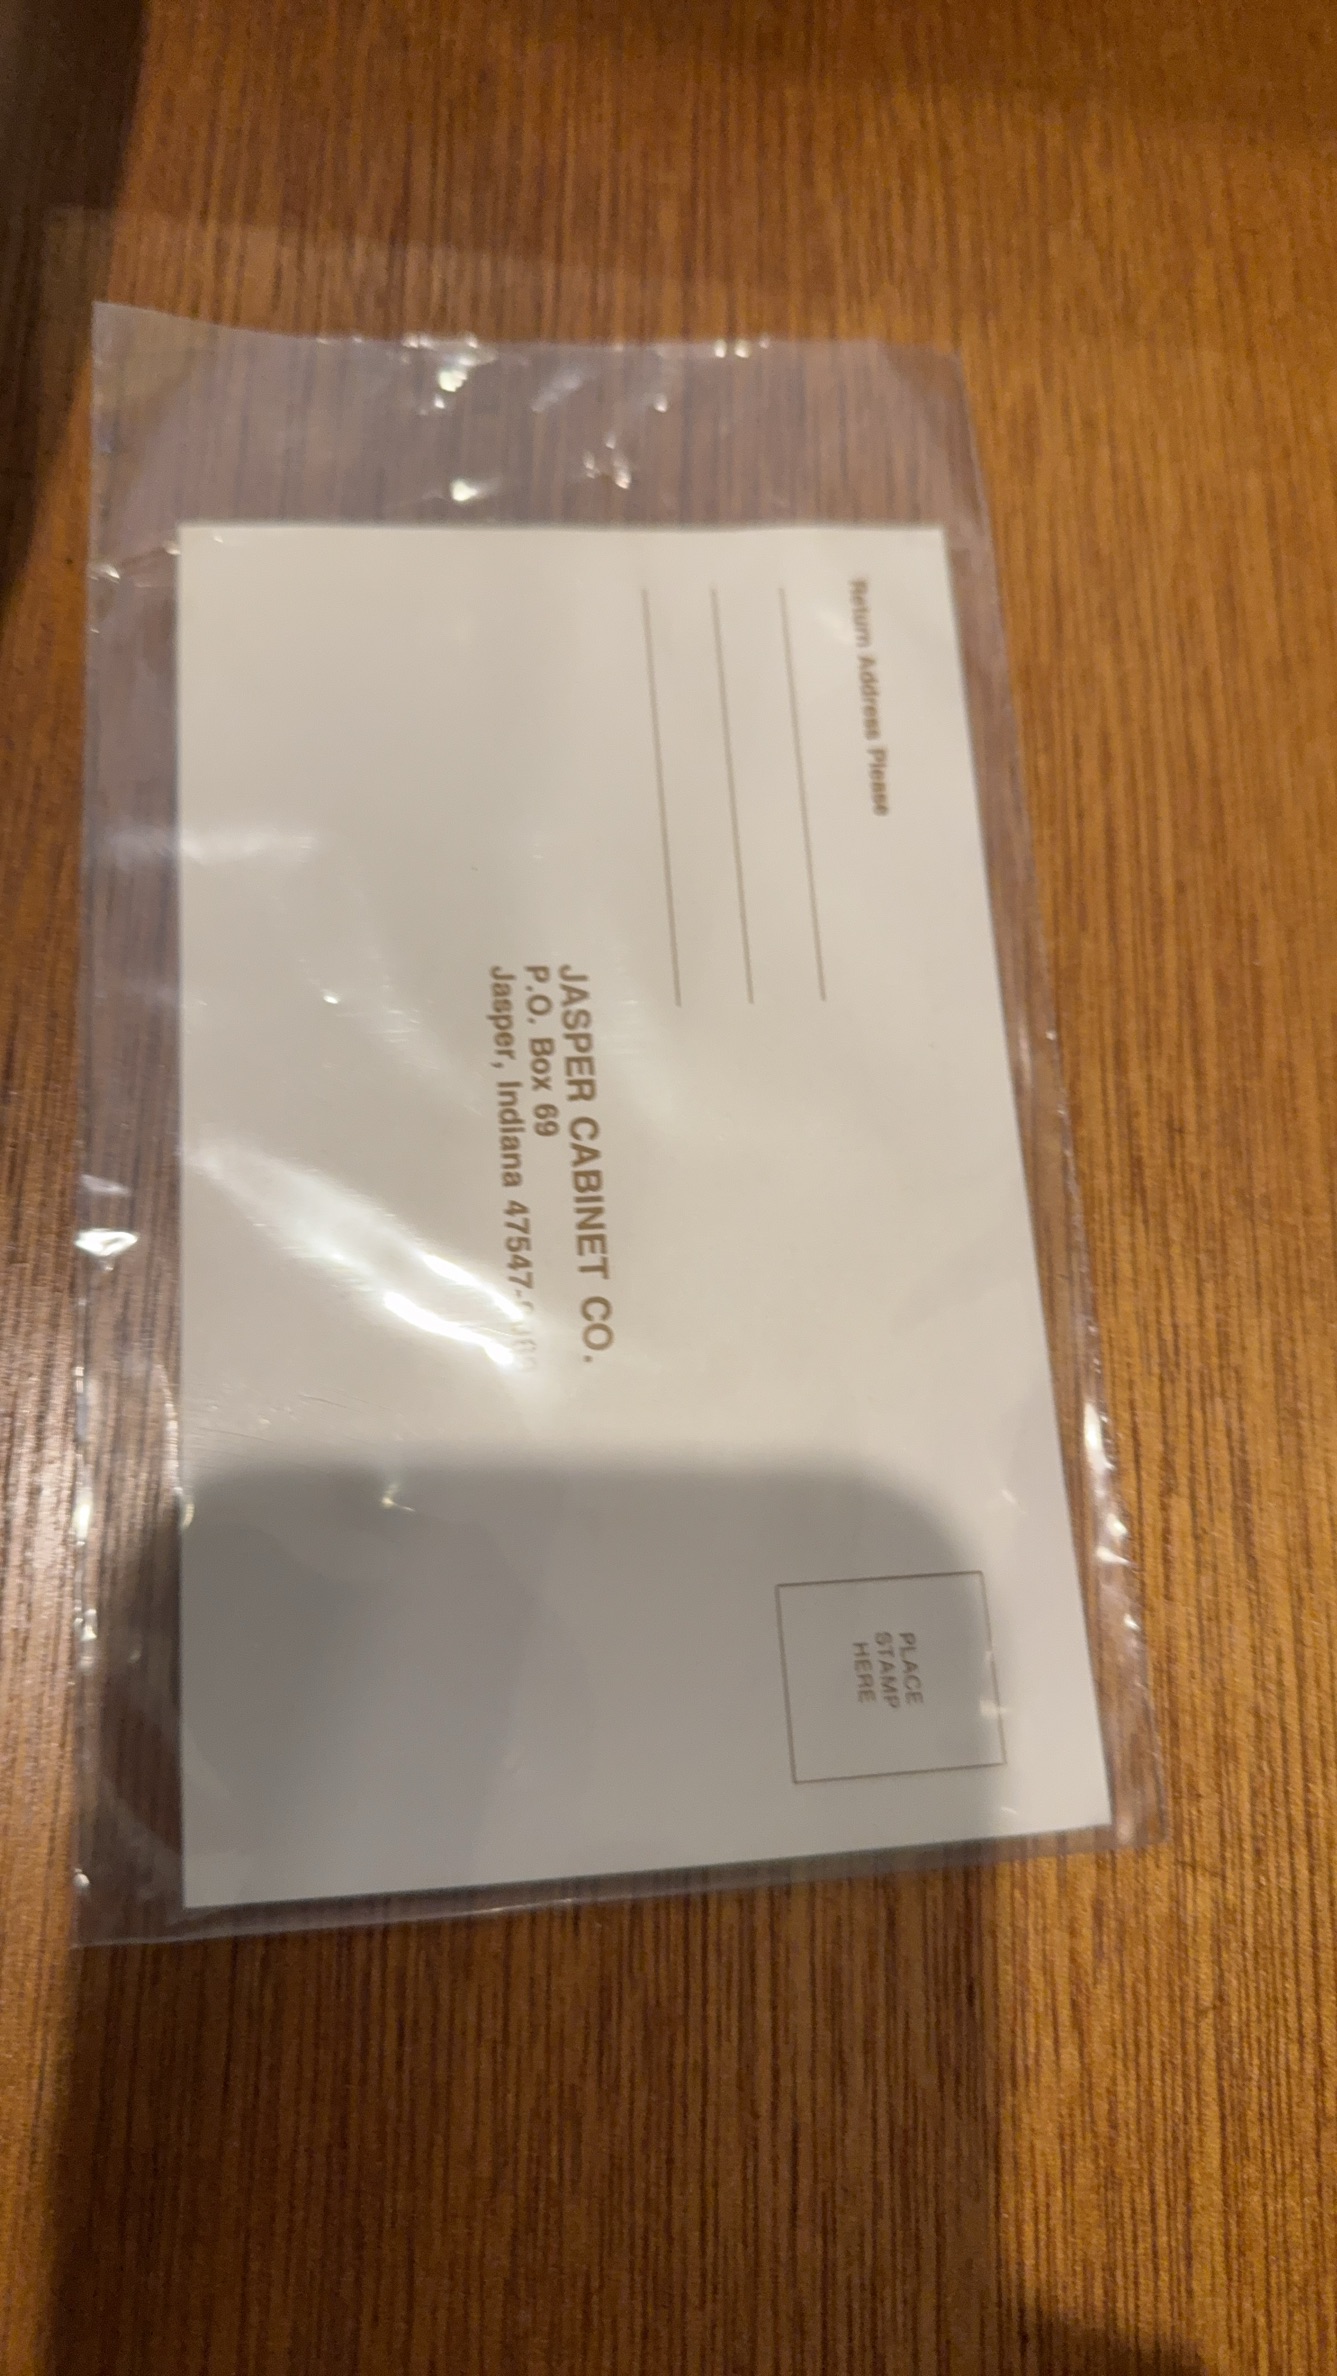 Return Address Please
PLACE
STAMP
HERE
JASPER CABINET CO.
P.O. Box 69
Jasper, Indiana 47547-